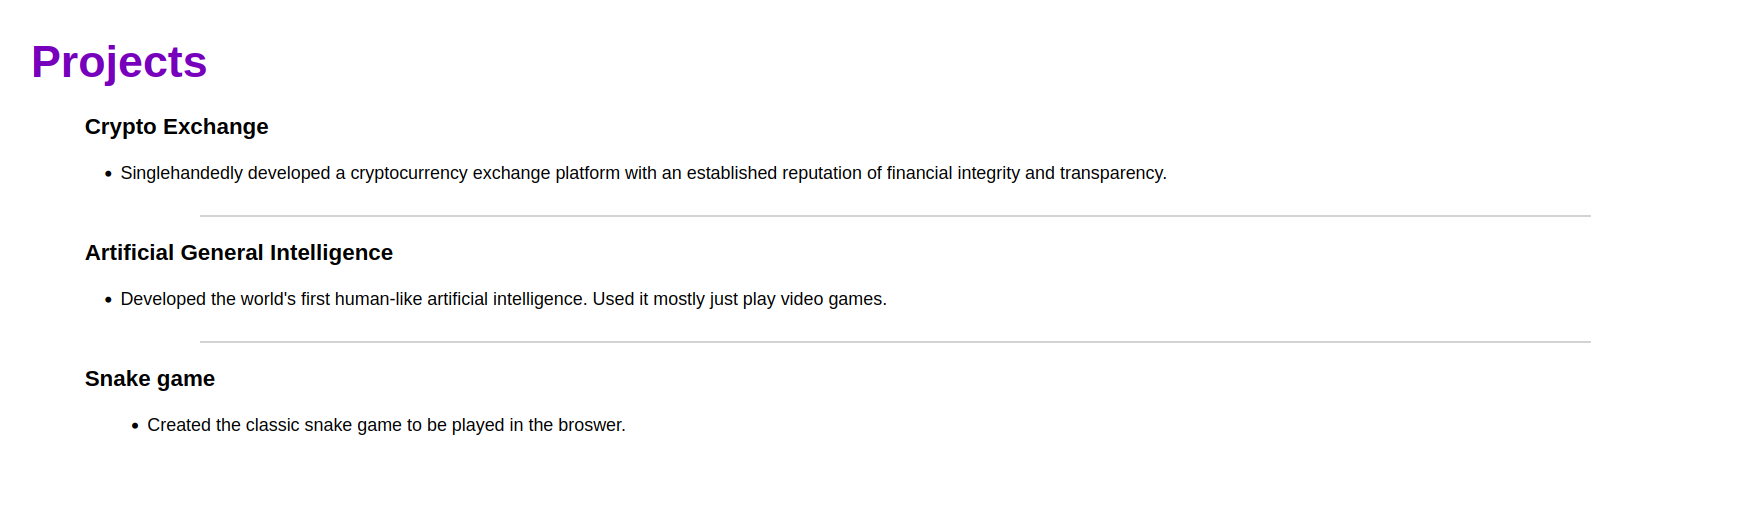 Projects
Crypto Exchange
• Singlehandedly developed a cryptocurrency exchange platform with an established reputation of financial integrity and transparency.
Artificial General Intelligence
• Developed the world's first human-like artificial intelligence. Used it mostly just play video games.
Snake game
• Created the classic snake game to be played in the broswer.